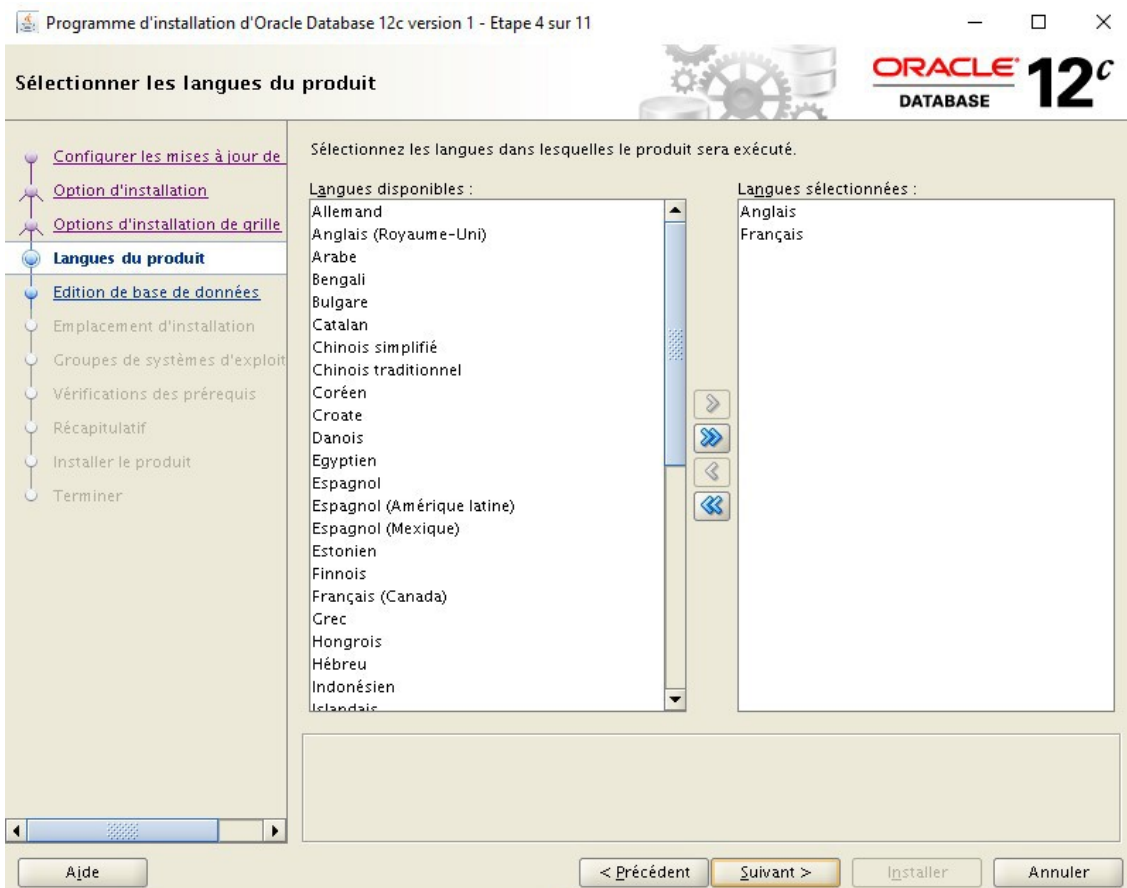 Programme d'installation d'Oracle Database 12c version 1 - Etape 4 sur 11
Sélectionner les langues du produit
ORACLE
DATABASE
12c
Configurer les mises à jour de
Option d'installation
Options d'installation de grille
Langues du produit
Edition de base de données
Emplacement d'installation
Groupes de systèmes d'exploit
Vérifications des prérequis
Récapitulatif
Installer le produit
Terminer
Sélectionnez les langues dans lesquelles le produit sera exécuté.
Langues disponibles :
Allemand
Anglais (Royaume-Uni)
Arabe
Bengali
Bulgare
Catalan
Chinois simplifié
Chinois traditionnel
Coréen
Croate
Danois
Egyptien
Espagnol
Espagnol (Amérique latine)
Espagnol (Mexique)
Estonien
Finnois
Français (Canada)
Grec
Hongrois
Hébreu
Indonésien
Islandais
Langues sélectionnées :
Anglais
Français
Aide
< Précédent
Suivant >
Installer
Annuler